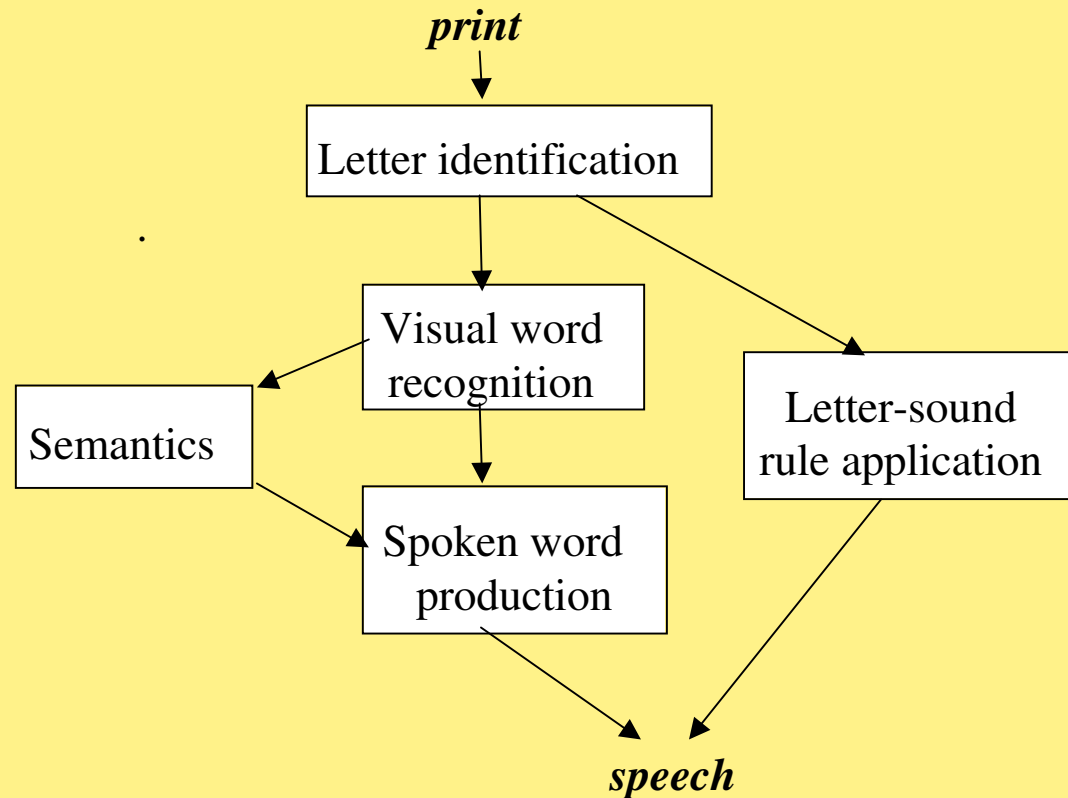 print
Letter identification
.
Visual word
recognition
Letter-sound
rule application
Semantics
Spoken word
production
speech